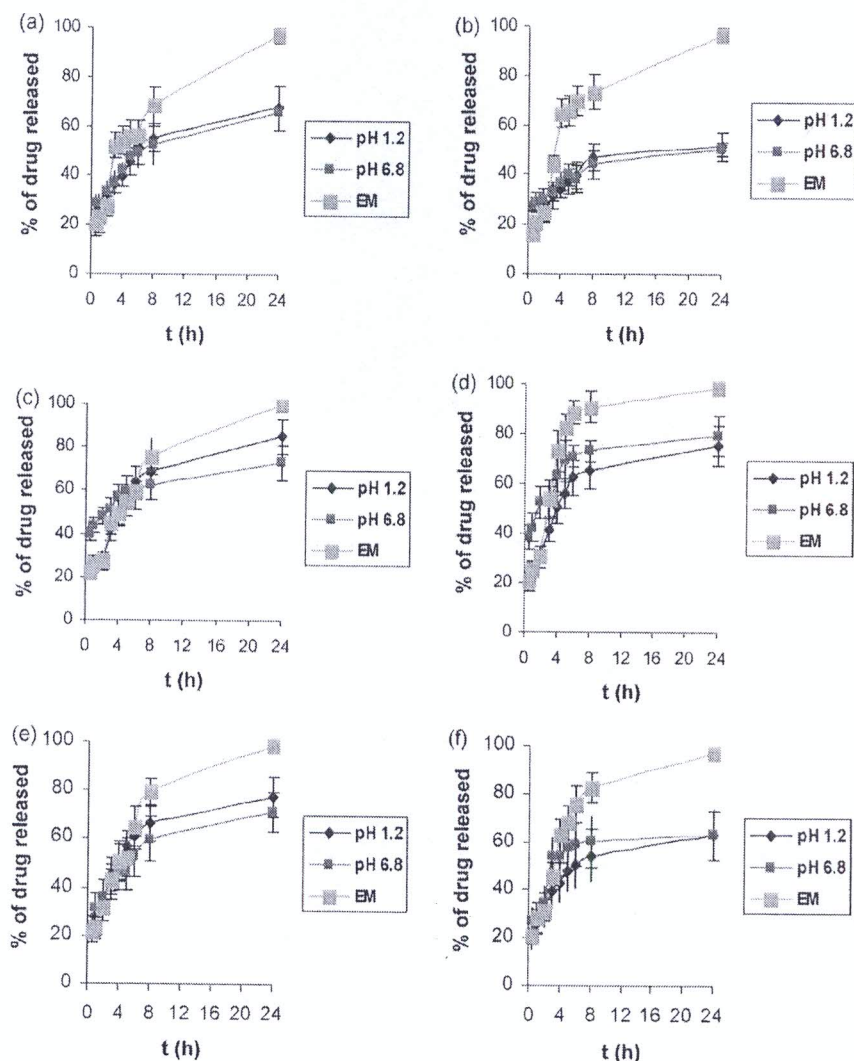 (a)
100
80
60
40
20
0
% of drug released
0 4 8 12 16 20 24
t (h)
pH 1.2
pH 6.8
EM
(b)
100
80
60
40
20
0
% of drug released
0 4 8 12 16 20 24
t (h)
pH 1.2
pH 6.8
EM
(c)
100
80
60
40
20
0
% of drug released
0 4 8 12 16 20 24
t (h)
pH 1.2
pH 6.8
EM
(d)
100
80
60
40
20
0
% of drug released
0 4 8 12 16 20 24
t (h)
pH 1.2
pH 6.8
EM
(e)
100
80
60
40
20
0
% of drug released
0 4 8 12 16 20 24
t (h)
pH 1.2
pH 6.8
EM
(f)
100
80
60
40
20
0
% of drug released
0 4 8 12 16 20 24
t (h)
pH 1.2
pH 6.8
EM